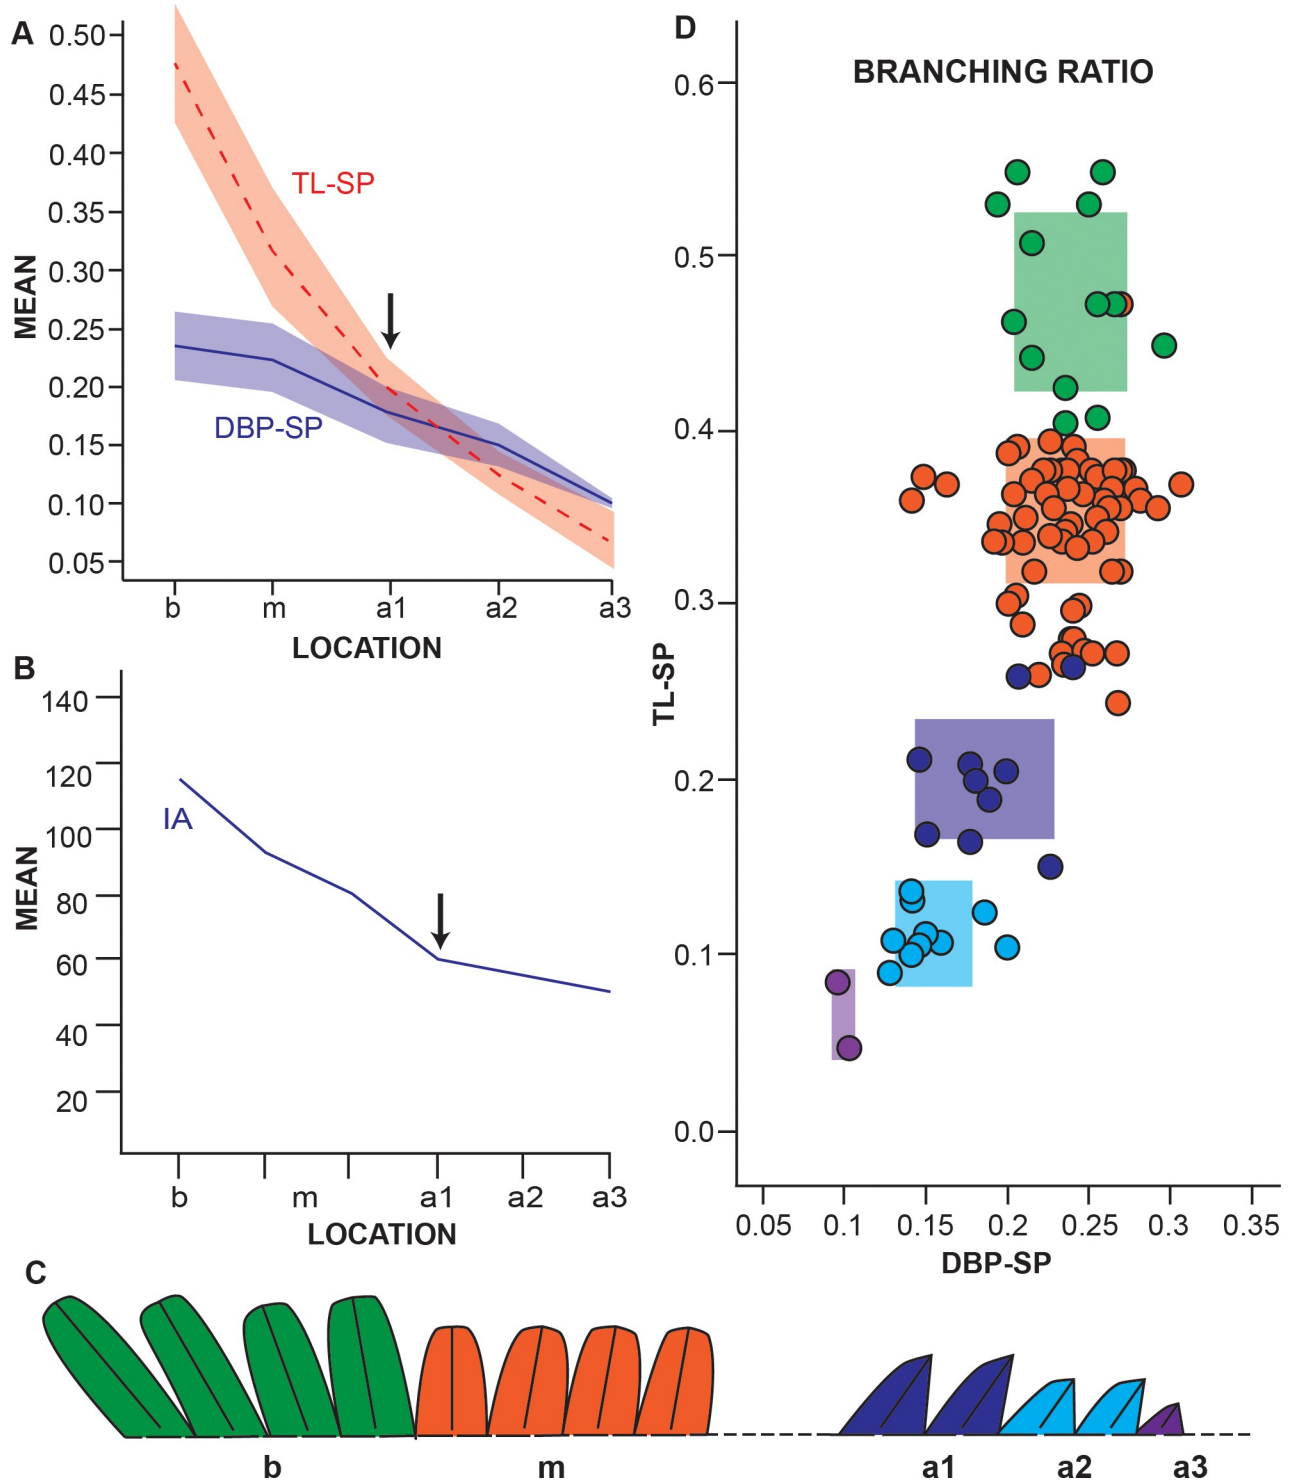 A
0.50
0.45
0.40
0.35
0.30
0.25
0.20
0.15
0.10
0.05
MEAN
TL-SP
DBP-SP
b m a1 a2 a3
LOCATION
B
140
120
100
80
60
40
20
MEAN
IA
b m a1 a2 a3
LOCATION
D
BRANCHING RATIO
0.6
0.5
0.4
0.3
0.2
0.1
0.0
TL-SP
0.05 0.1 0.15 0.2 0.25 0.3 0.35
DBP-SP
C
b m a1 a2 a3